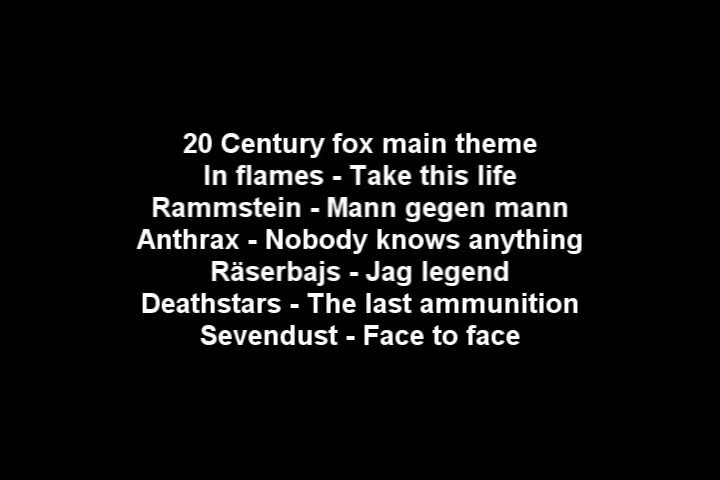 20 Century fox main theme
In flames - Take this life
Rammstein - Mann gegen mann
Anthrax - Nobody knows anything
Räserbajs - Jag legend
Deathstars - The last ammunition
Sevendust - Face to face